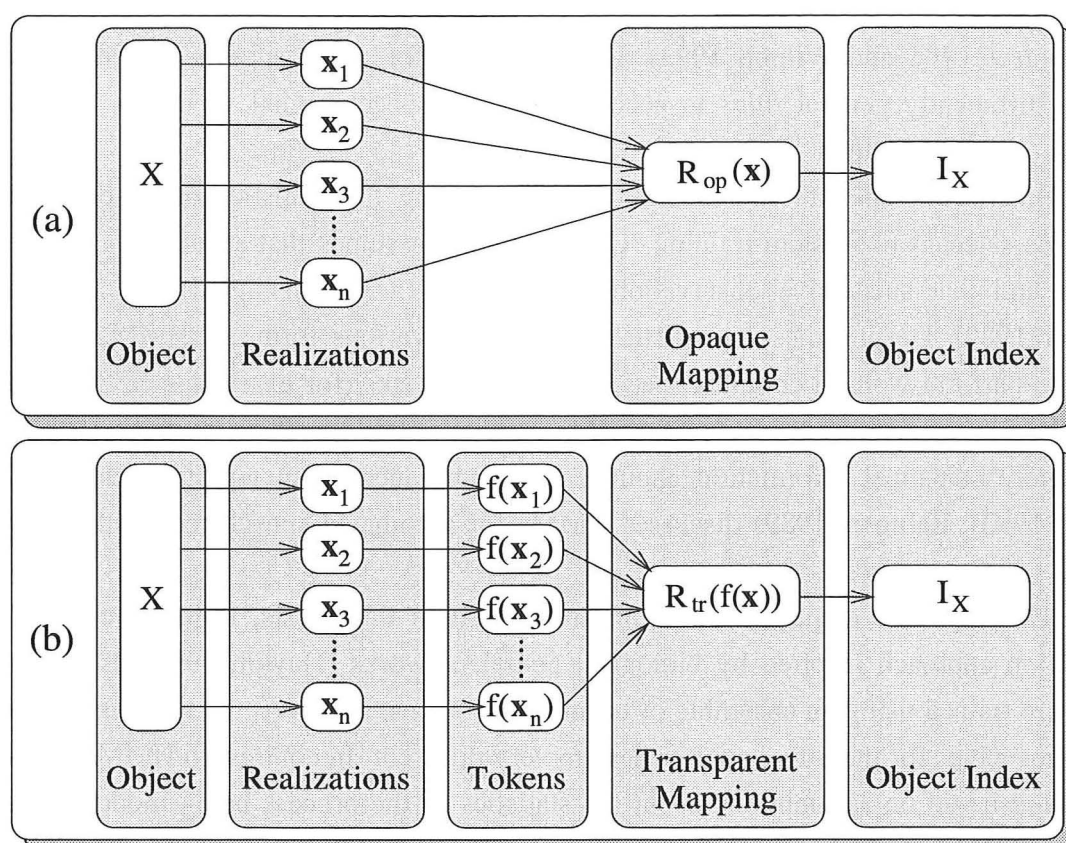 (a)
X
x1
x2
x3
xn
Rop(x)
IX
Object
Realizations
Opaque
Mapping
Object Index
(b)
X
x1
f(x1)
x2
f(x2)
x3
f(x3)
xn
f(xn)
Rtr(f(x))
IX
Object
Realizations
Tokens
Transparent
Mapping
Object Index